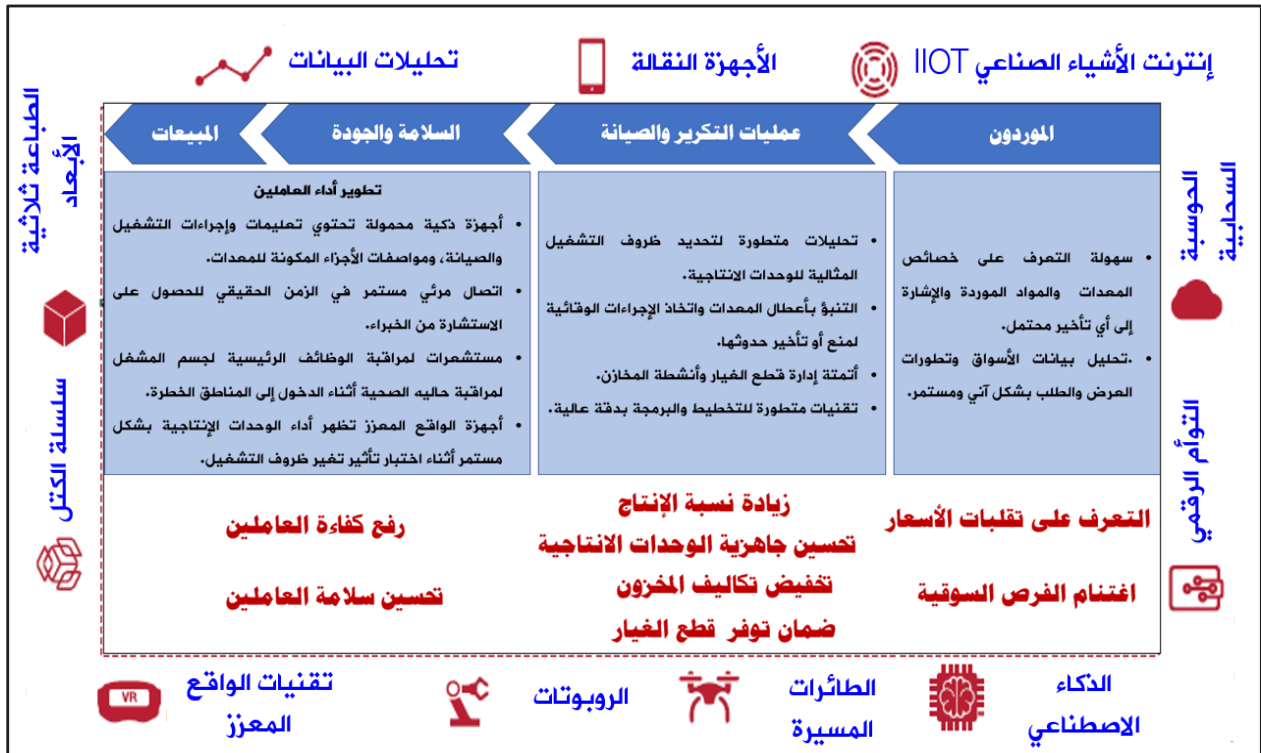 إنترنت الأشياء الصناعي IIOT
الأجهزة النقالة
تحليلات البيانات
الموردون
عمليات التكرير والصيانة
السلامة والجودة
المبيعات
• سهولة التعرف على خصائص
المعدات والمواد الموردة والإشارة
إلى أي تأخير محتمل.
• .تحليل بيانات الأسواق وتطورات
العرض والطلب بشكل آني ومستمر.
• تحليلات متطورة لتحديد ظروف التشغيل
المثالية للوحدات الانتاجية.
• التنبؤ بأعطال المعدات واتخاذ الإجراءات الوقائية
لمنع أو تأخير حدوثها.
• أتمتة إدارة قطع الغيار وأنشطة المخازن.
• تقنيات متطورة للتخطيط والبرمجة بدقة عالية.
تطوير أداء العاملين
• أجهزة ذكية محمولة تحتوي تعليمات وإجراءات التشغيل
والصيانة، ومواصفات الأجزاء المكونة للمعدات.
• اتصال مرئي مستمر في الزمن الحقيقي للحصول على
الاستشارة من الخبراء.
• مستشعرات لمراقبة الوظائف الرئيسية لجسم المشغل
لمراقبة حاليه الصحية أثناء الدخول إلى المناطق الخطرة.
• أجهزة الواقع المعزز تظهر أداء الوحدات الإنتاجية بشكل
مستمر أثناء اختبار تأثير تغير ظروف التشغيل.
التعرف على تقلبات الأسعار
اغتنام الفرص السوقية
زيادة نسبة الإنتاج
تحسين جاهزية الوحدات الانتاجية
تخفيض تكاليف المخزون
ضمان توفر قطع الغيار
رفع كفاءة العاملين
تحسين سلامة العاملين
الحوسبة
السحابية
التوأم الرقمي
الطباعة ثلاثية
الأبعاد
سلسلة الكتل
الذكاء
الاصطناعي
الطائرات
المسيرة
الروبوتات
تقنيات الواقع
المعزز
VR